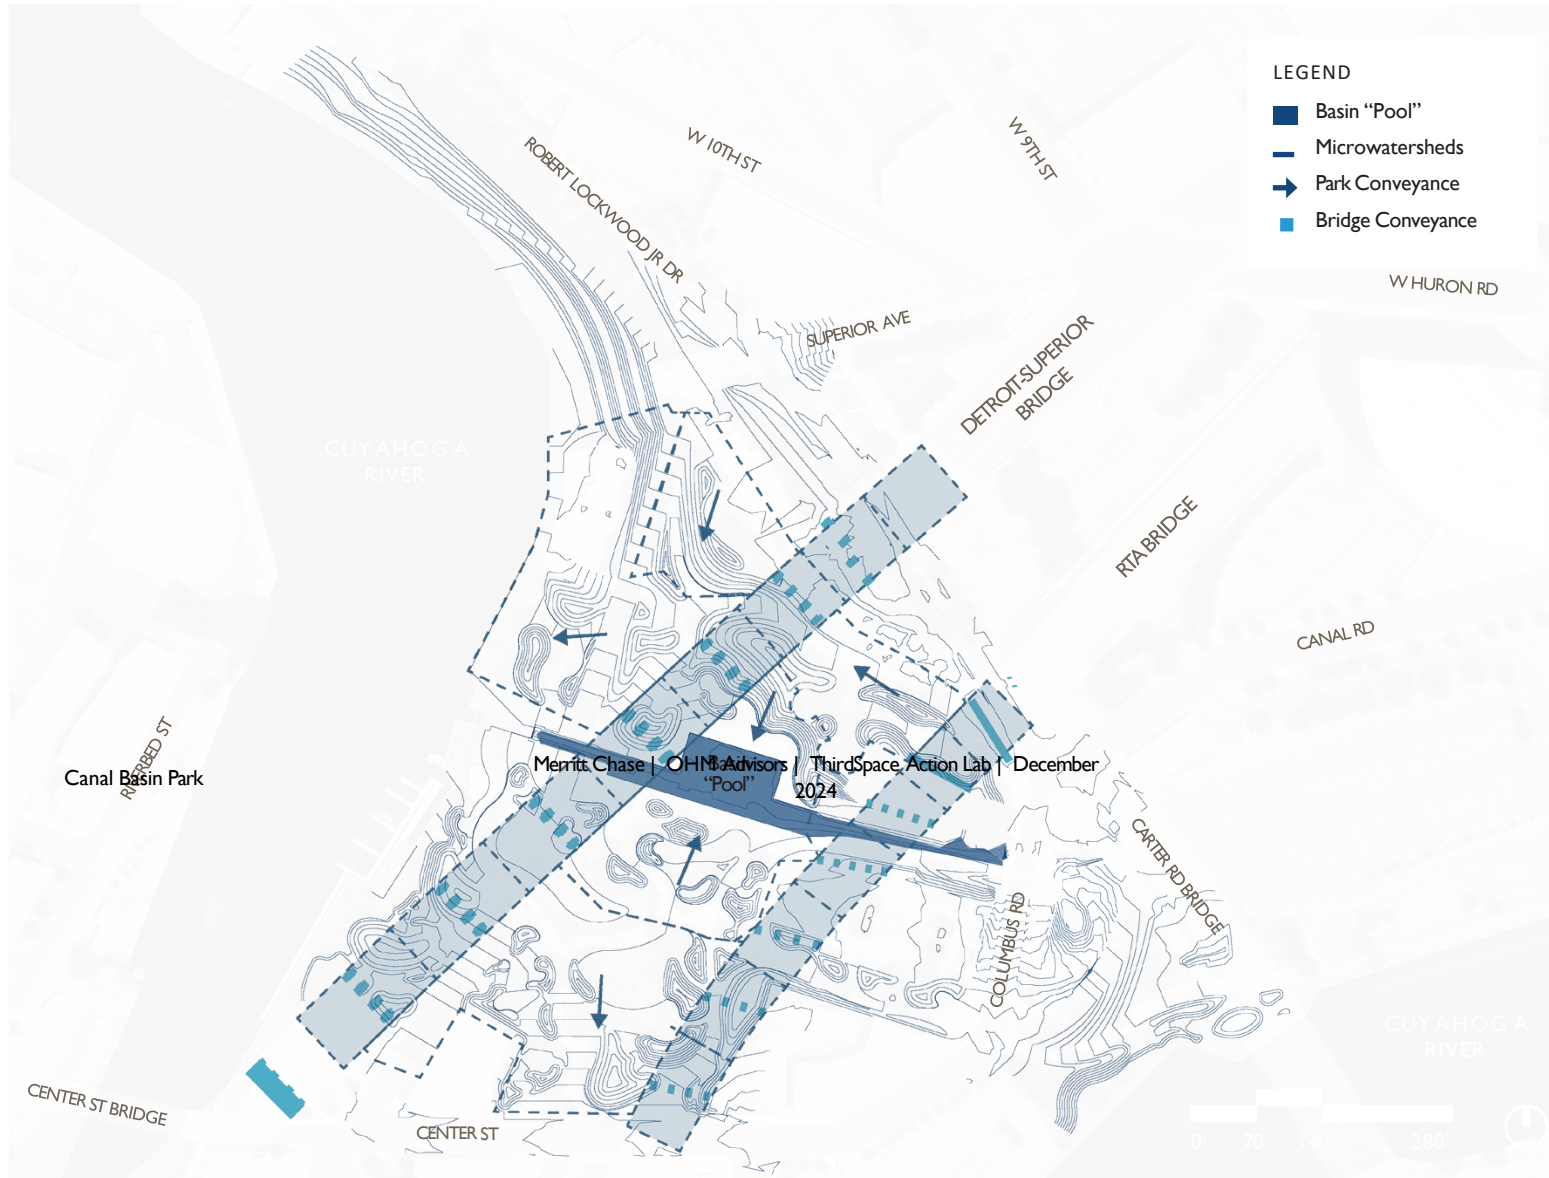 LEGEND
Basin “Pool”
Microwatersheds
Park Conveyance
Bridge Conveyance
W 10TH ST
W 9TH ST
ROBERT LOCKWOOD JR DR
W HURON RD
SUPERIOR AVE
DETROIT-SUPERIOR
BRIDGE
CUYAHOGA
RIVER
RTA BRIDGE
CANAL RD
RIVERBED ST
Canal Basin Park
Merritt Chase | OHM Advisors | ThirdSpace Action Lab | December
2024
Basin
“Pool”
CARTER RD BRIDGE
COLUMBUS RD
CUYAHOGA
RIVER
CENTER ST BRIDGE
CENTER ST
0' 70' 140' 280'